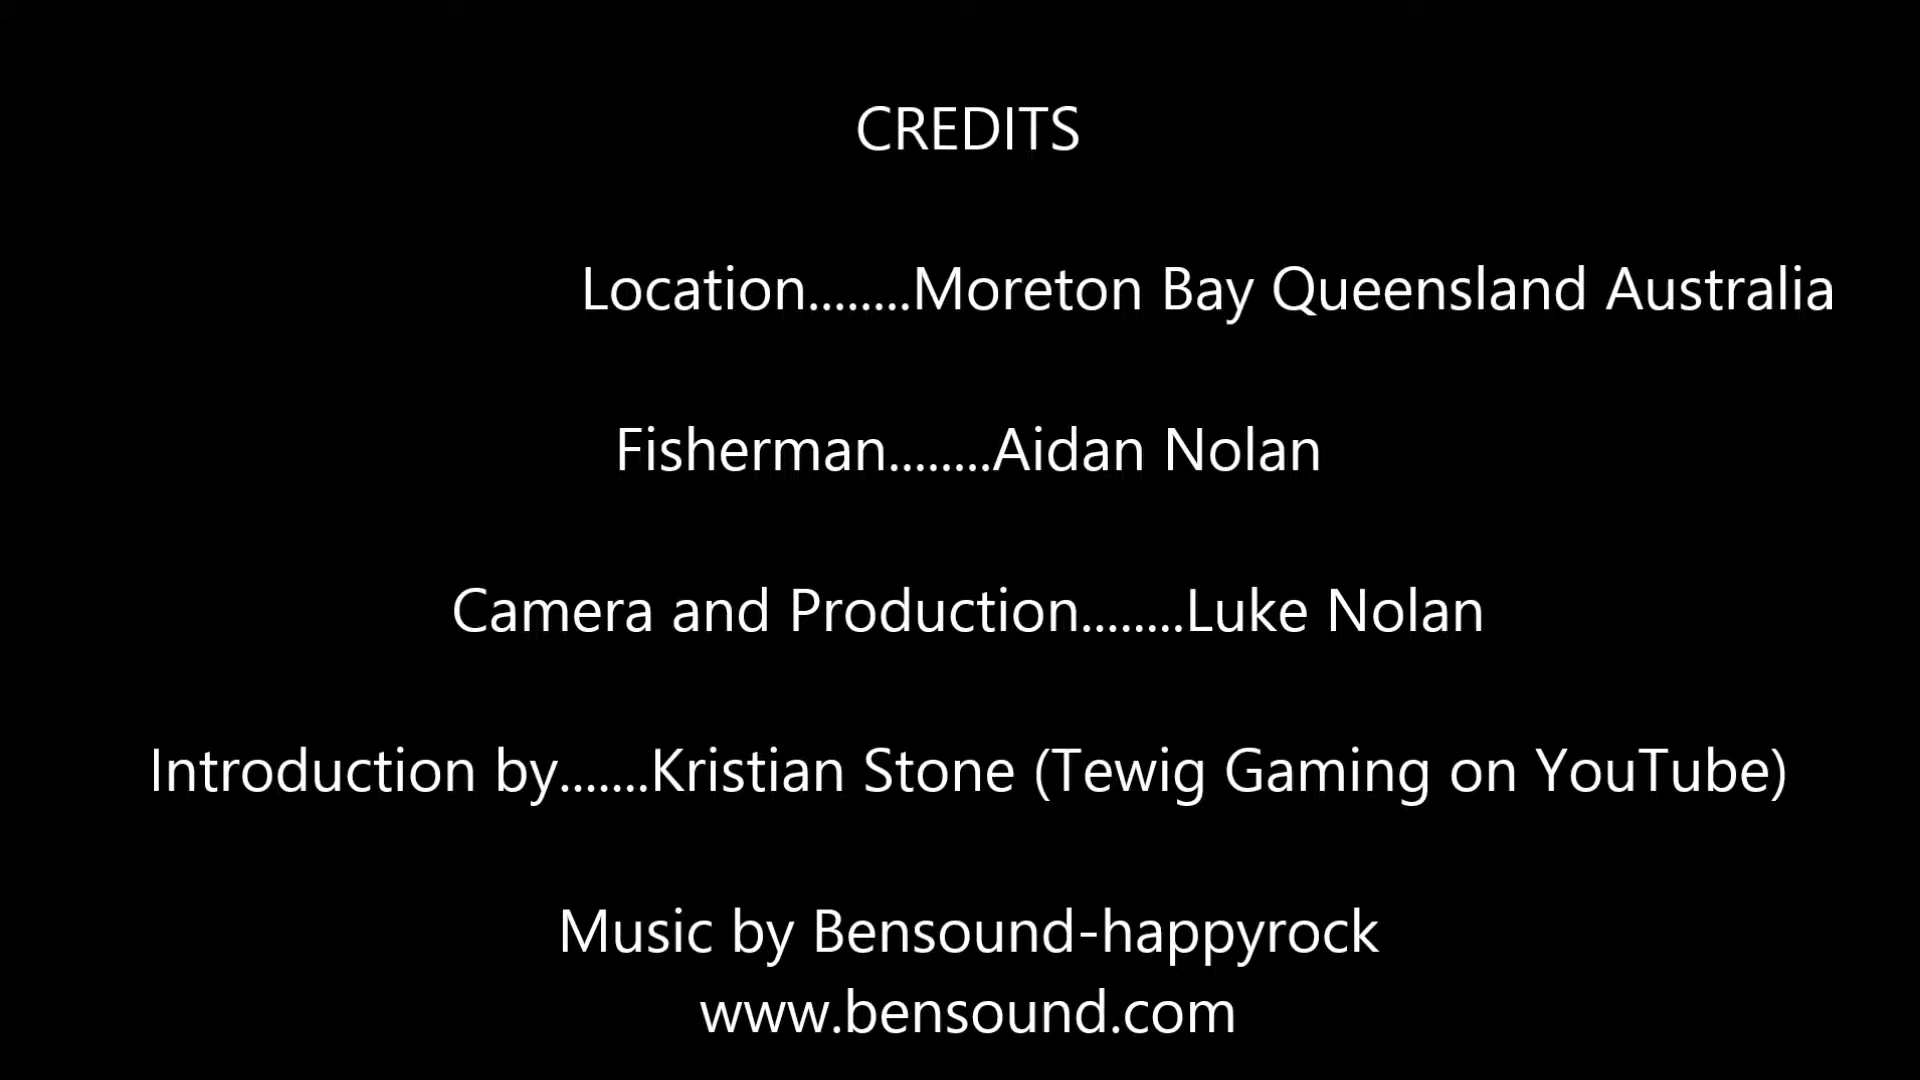 CREDITS
Location........Moreton Bay Queensland Australia
Fisherman........Aidan Nolan
Camera and Production........Luke Nolan
Introduction by.......Kristian Stone (Tewig Gaming on YouTube)
Music by Bensound-happyrock
www.bensound.com